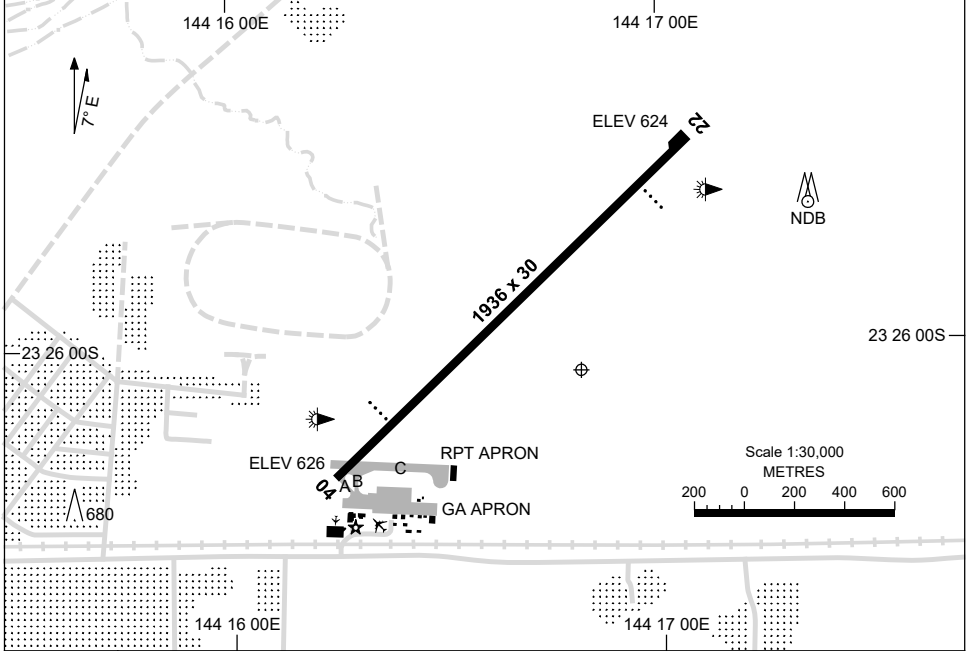 144 16 00E
144 17 00E
7° E
ELEV 624
22
NDB
1936 x 30
23 26 00S
23 26 00S
ELEV 626
04
A
B
C
RPT APRON
GA APRON
680
Scale 1:30,000
METRES
200 0 200 400 600
144 16 00E
144 17 00E